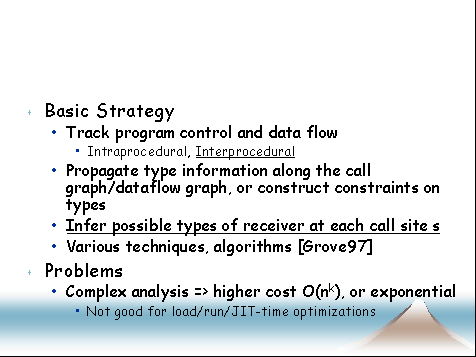 Basic Strategy
• Track program control and data flow
• Intraprocedural, Interprocedural
• Propagate type information along the call
graph/dataflow graph, or construct constraints on
types
• Infer possible types of receiver at each call site s
• Various techniques, algorithms [Grove97]
Problems
• Complex analysis => higher cost O(nᵏ), or exponential
• Not good for load/run/JIT-time optimizations